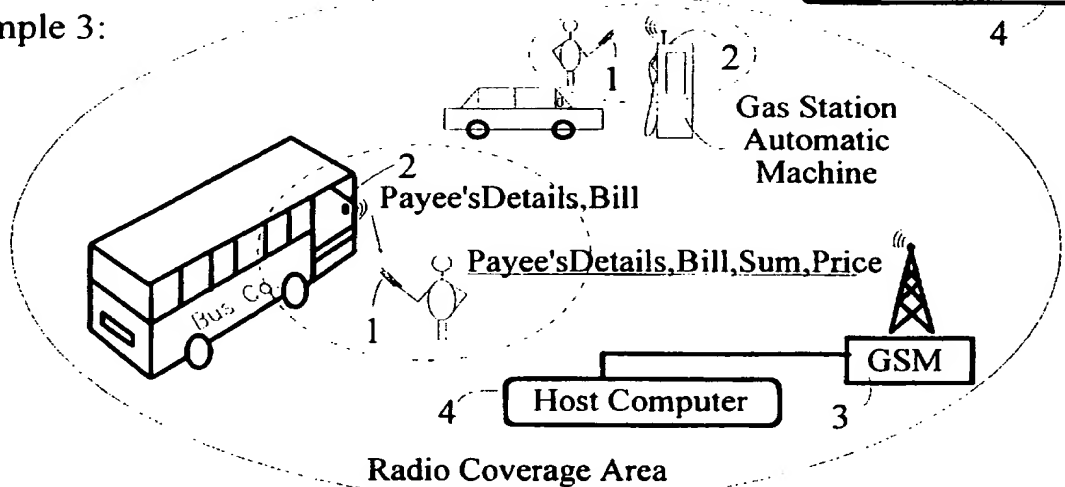 mple 3:
4
1
2
Gas Station
Automatic
Machine
2
Payee'sDetails,Bill
Payee'sDetails,Bill,Sum,Price
Bus Co.
1
GSM
3
4
Host Computer
Radio Coverage Area